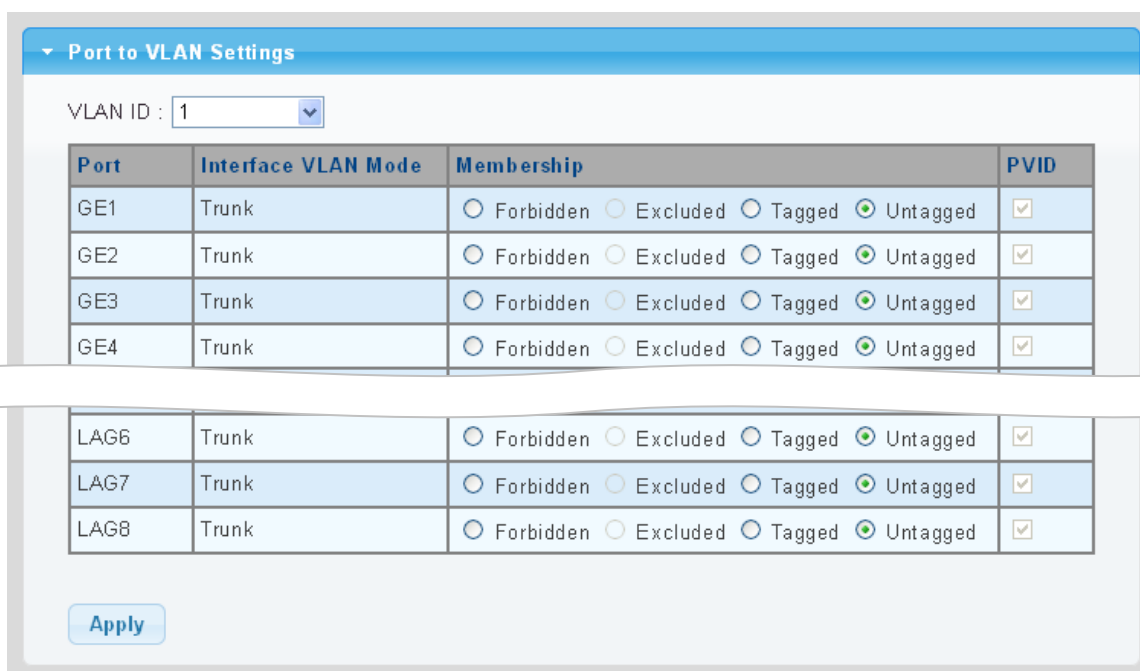 Port to VLAN Settings
VLAN ID : 1
Port Interface VLAN Mode Membership PVID
GE1 Trunk Forbidden Excluded Tagged Untagged
GE2 Trunk Forbidden Excluded Tagged Untagged
GE3 Trunk Forbidden Excluded Tagged Untagged
GE4 Trunk Forbidden Excluded Tagged Untagged
LAG6 Trunk Forbidden Excluded Tagged Untagged
LAG7 Trunk Forbidden Excluded Tagged Untagged
LAG8 Trunk Forbidden Excluded Tagged Untagged
Apply